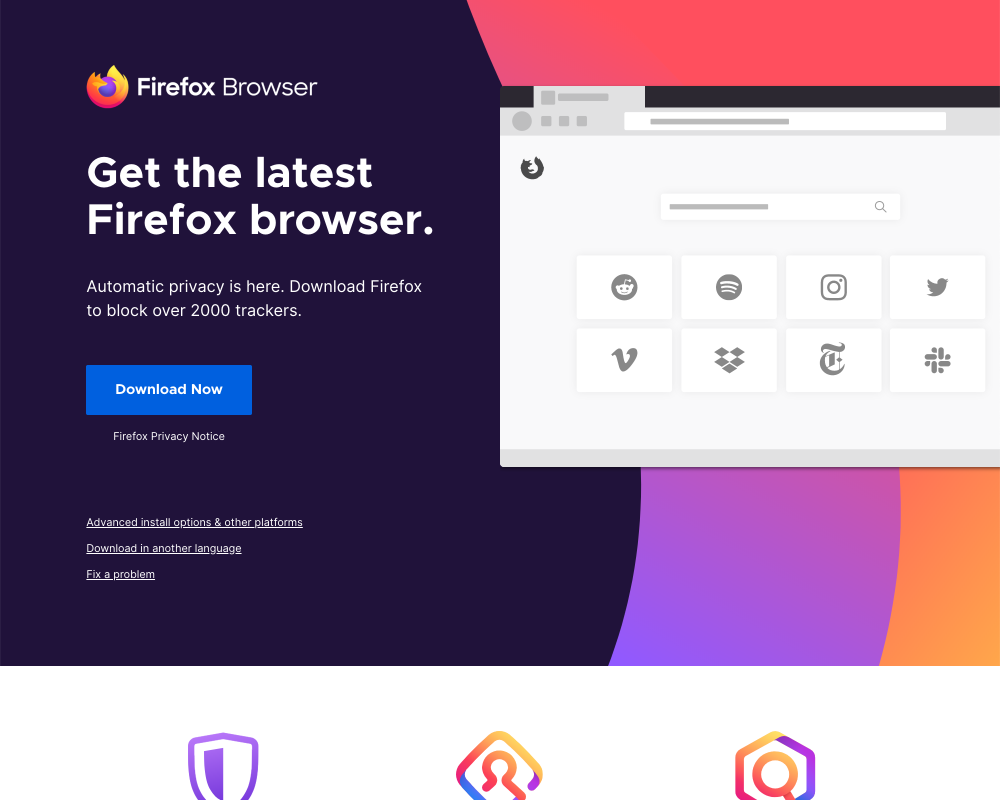 Firefox Browser
Get the latest
Firefox browser.
Automatic privacy is here. Download Firefox
to block over 2000 trackers.
Download Now
Firefox Privacy Notice
Advanced install options & other platforms
Download in another language
Fix a problem